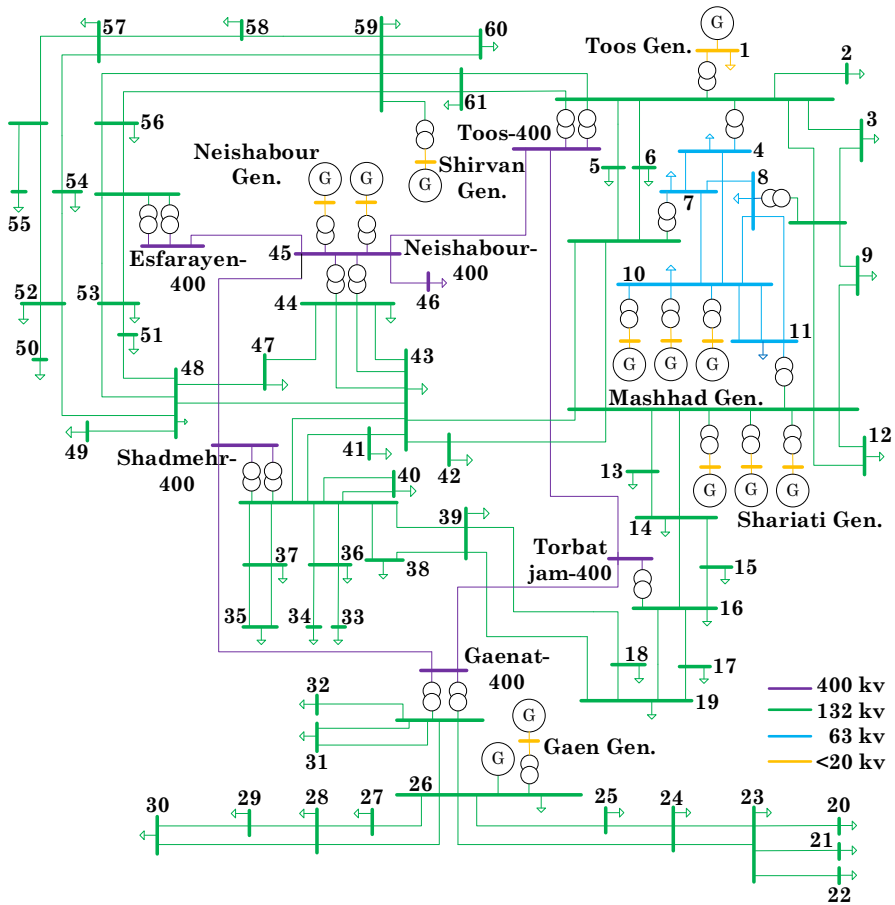 57
58
59
60
G
Toos Gen.
1
2
3
56
61
Toos-400
4
5
6
7
8
Neishabour
Gen.
G
G
Shirvan
Gen.
G
54
55
Esfarayen-
400
45
Neishabour-
400
46
9
10
11
52
53
44
51
50
47
48
43
G
G
G
Mashhad Gen.
49
Shadmehr-
400
41
42
12
40
13
G
G
G
Shariati Gen.
39
14
37
36
38
Torbat
jam-400
15
16
35
34
33
18
17
Gaenat-
400
19
32
31
G
Gaen Gen.
G
400 kv
132 kv
63 kv
<20 kv
26
30
29
28
27
25
24
23
20
21
22